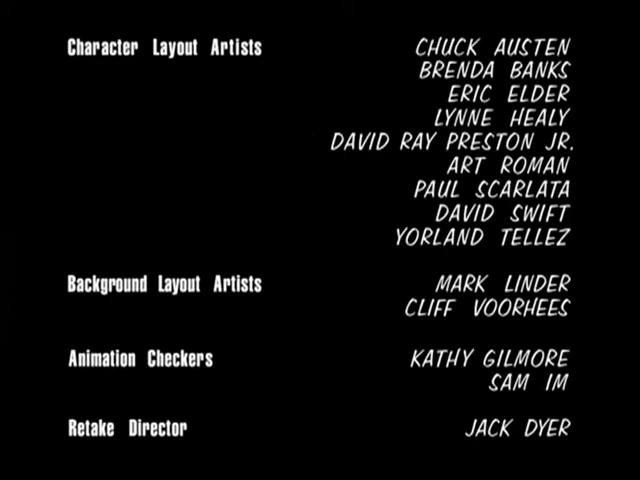 Character Layout Artists CHUCK AUSTEN
BRENDA BANKS
ERIC ELDER
LYNNE HEALY
DAVID RAY PRESTON JR.
ART ROMAN
PAUL SCARLATA
DAVID SWIFT
YORLAND TELLEZ
Background Layout Artists MARK LINDER
CLIFF VOORHEES
Animation Checkers KATHY GILMORE
SAM IM
Retake Director JACK DYER